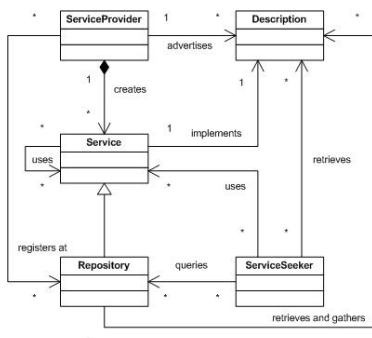 * ServiceProvider 1 * Description *
advertises
1 1 *
creates
*
* Service 1 implements
uses retrieves
* * uses
* *
registers at
Repository queries ServiceSeeker
* * * *
retrieves and gathers